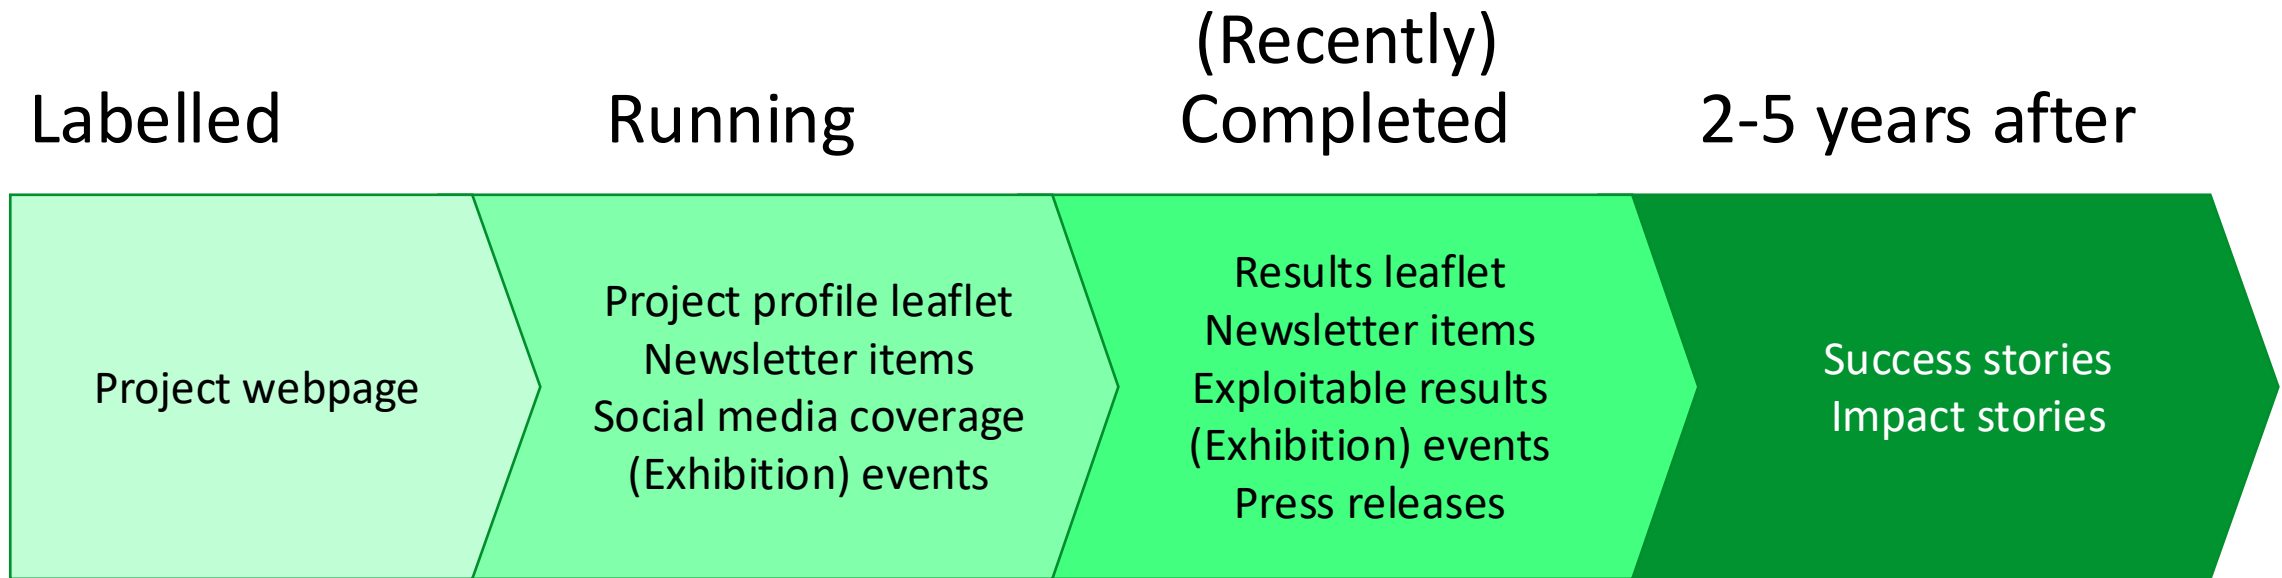 Labelled
Running
(Recently)
Completed
2-5 years after
Project webpage
Project profile leaflet
Newsletter items
Social media coverage
(Exhibition) events
Results leaflet
Newsletter items
Exploitable results
(Exhibition) events
Press releases
Success stories
Impact stories